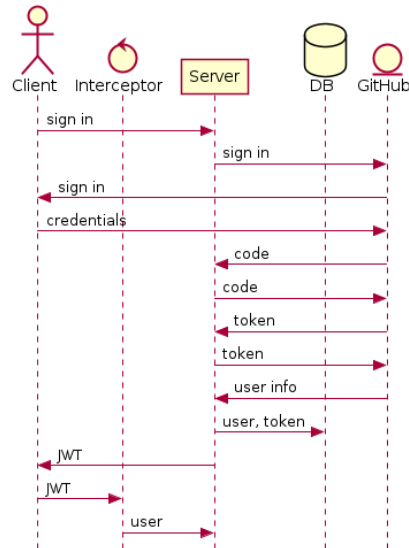 Client Interceptor Server DB GitHub
sign in
sign in
sign in
credentials
code
code
token
token
user info
user, token
JWT
JWT
user